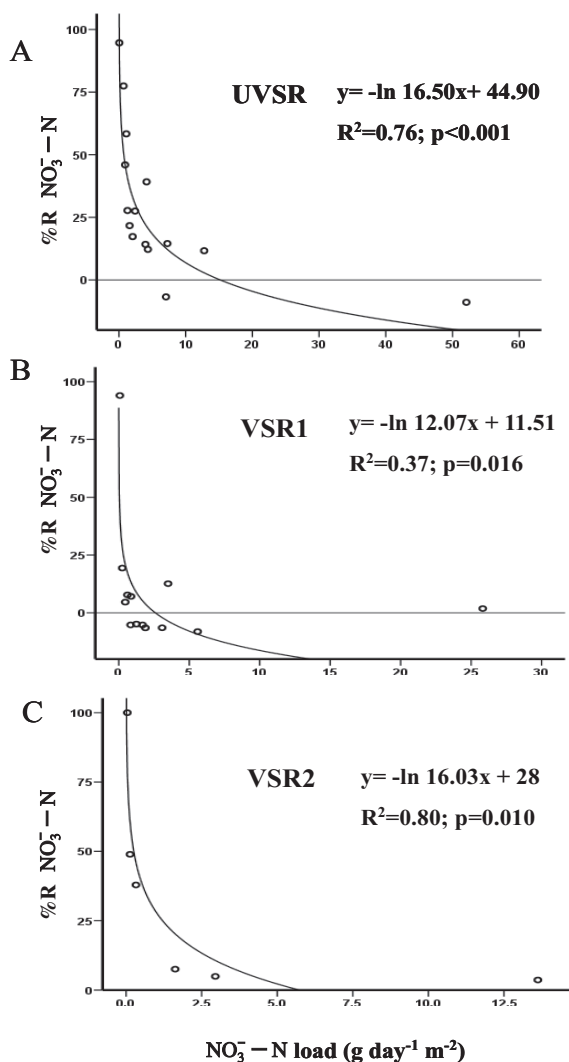 A
100
75
50
25
0
%R NO₃⁻ − N
UVSR y= -ln 16.50x+ 44.90
R²=0.76; p<0.001
0 10 20 30 40 50 60
B
100
75
50
25
0
%R NO₃⁻ − N
VSR1 y= -ln 12.07x + 11.51
R²=0.37; p=0.016
0 5 10 15 20 25 30
C
100
75
50
25
0
%R NO₃⁻ − N
VSR2 y= -ln 16.03x + 28
R²=0.80; p=0.010
0.0 2.5 5.0 7.5 10.0 12.5
NO₃⁻ − N load (g day⁻¹ m⁻²)